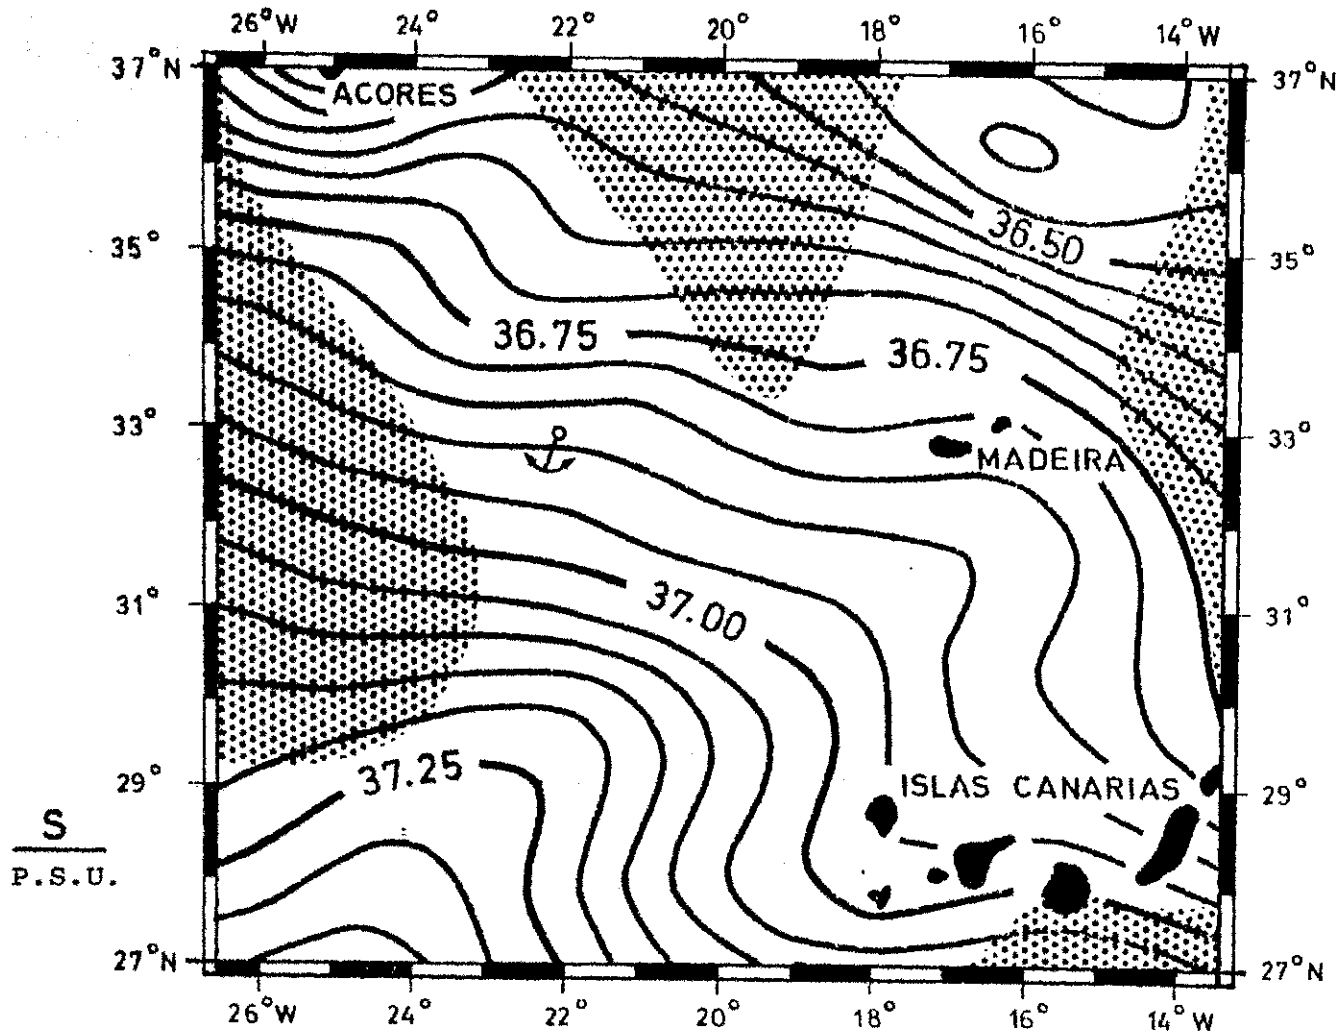 26°W 24° 22° 20° 18° 16° 14°W
37°N 37°N
ACORES
36.50
35° 35°
36.75 36.75
33° 33°
MADEIRA
31° 31°
37.00
29° 29°
37.25
ISLAS CANARIAS
S
P.S.U.
27°N 27°N
26°W 24° 22° 20° 18° 16° 14°W